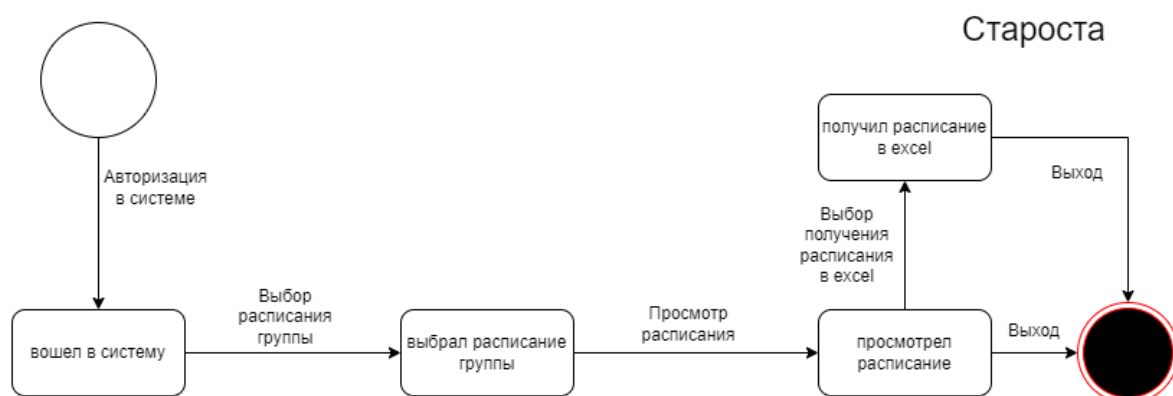 Староста
получил расписание
в excel
Авторизация
в системе
Выход
Выбор
получения
расписания
в excel
Выбор
расписания
группы
Просмотр
расписания
Выход
вошел в систему
выбрал расписание
группы
просмотрел
расписание